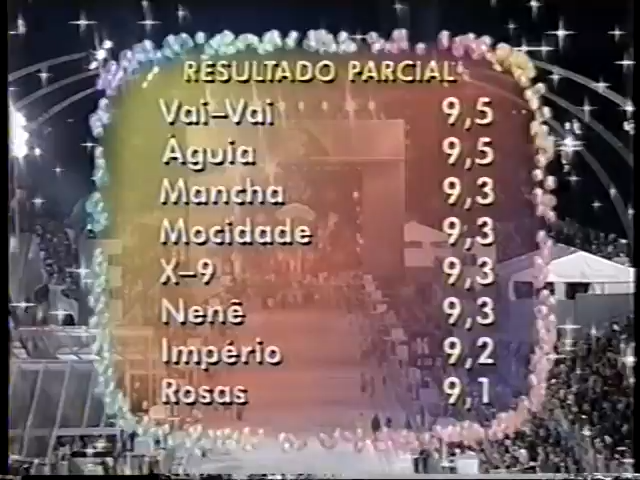 RESULTADO PARCIAL
Vai-Vai 9,5
Águia 9,5
Mancha 9,3
Mocidade 9,3
X-9 9,3
Nenê 9,3
Império 9,2
Rosas 9,1